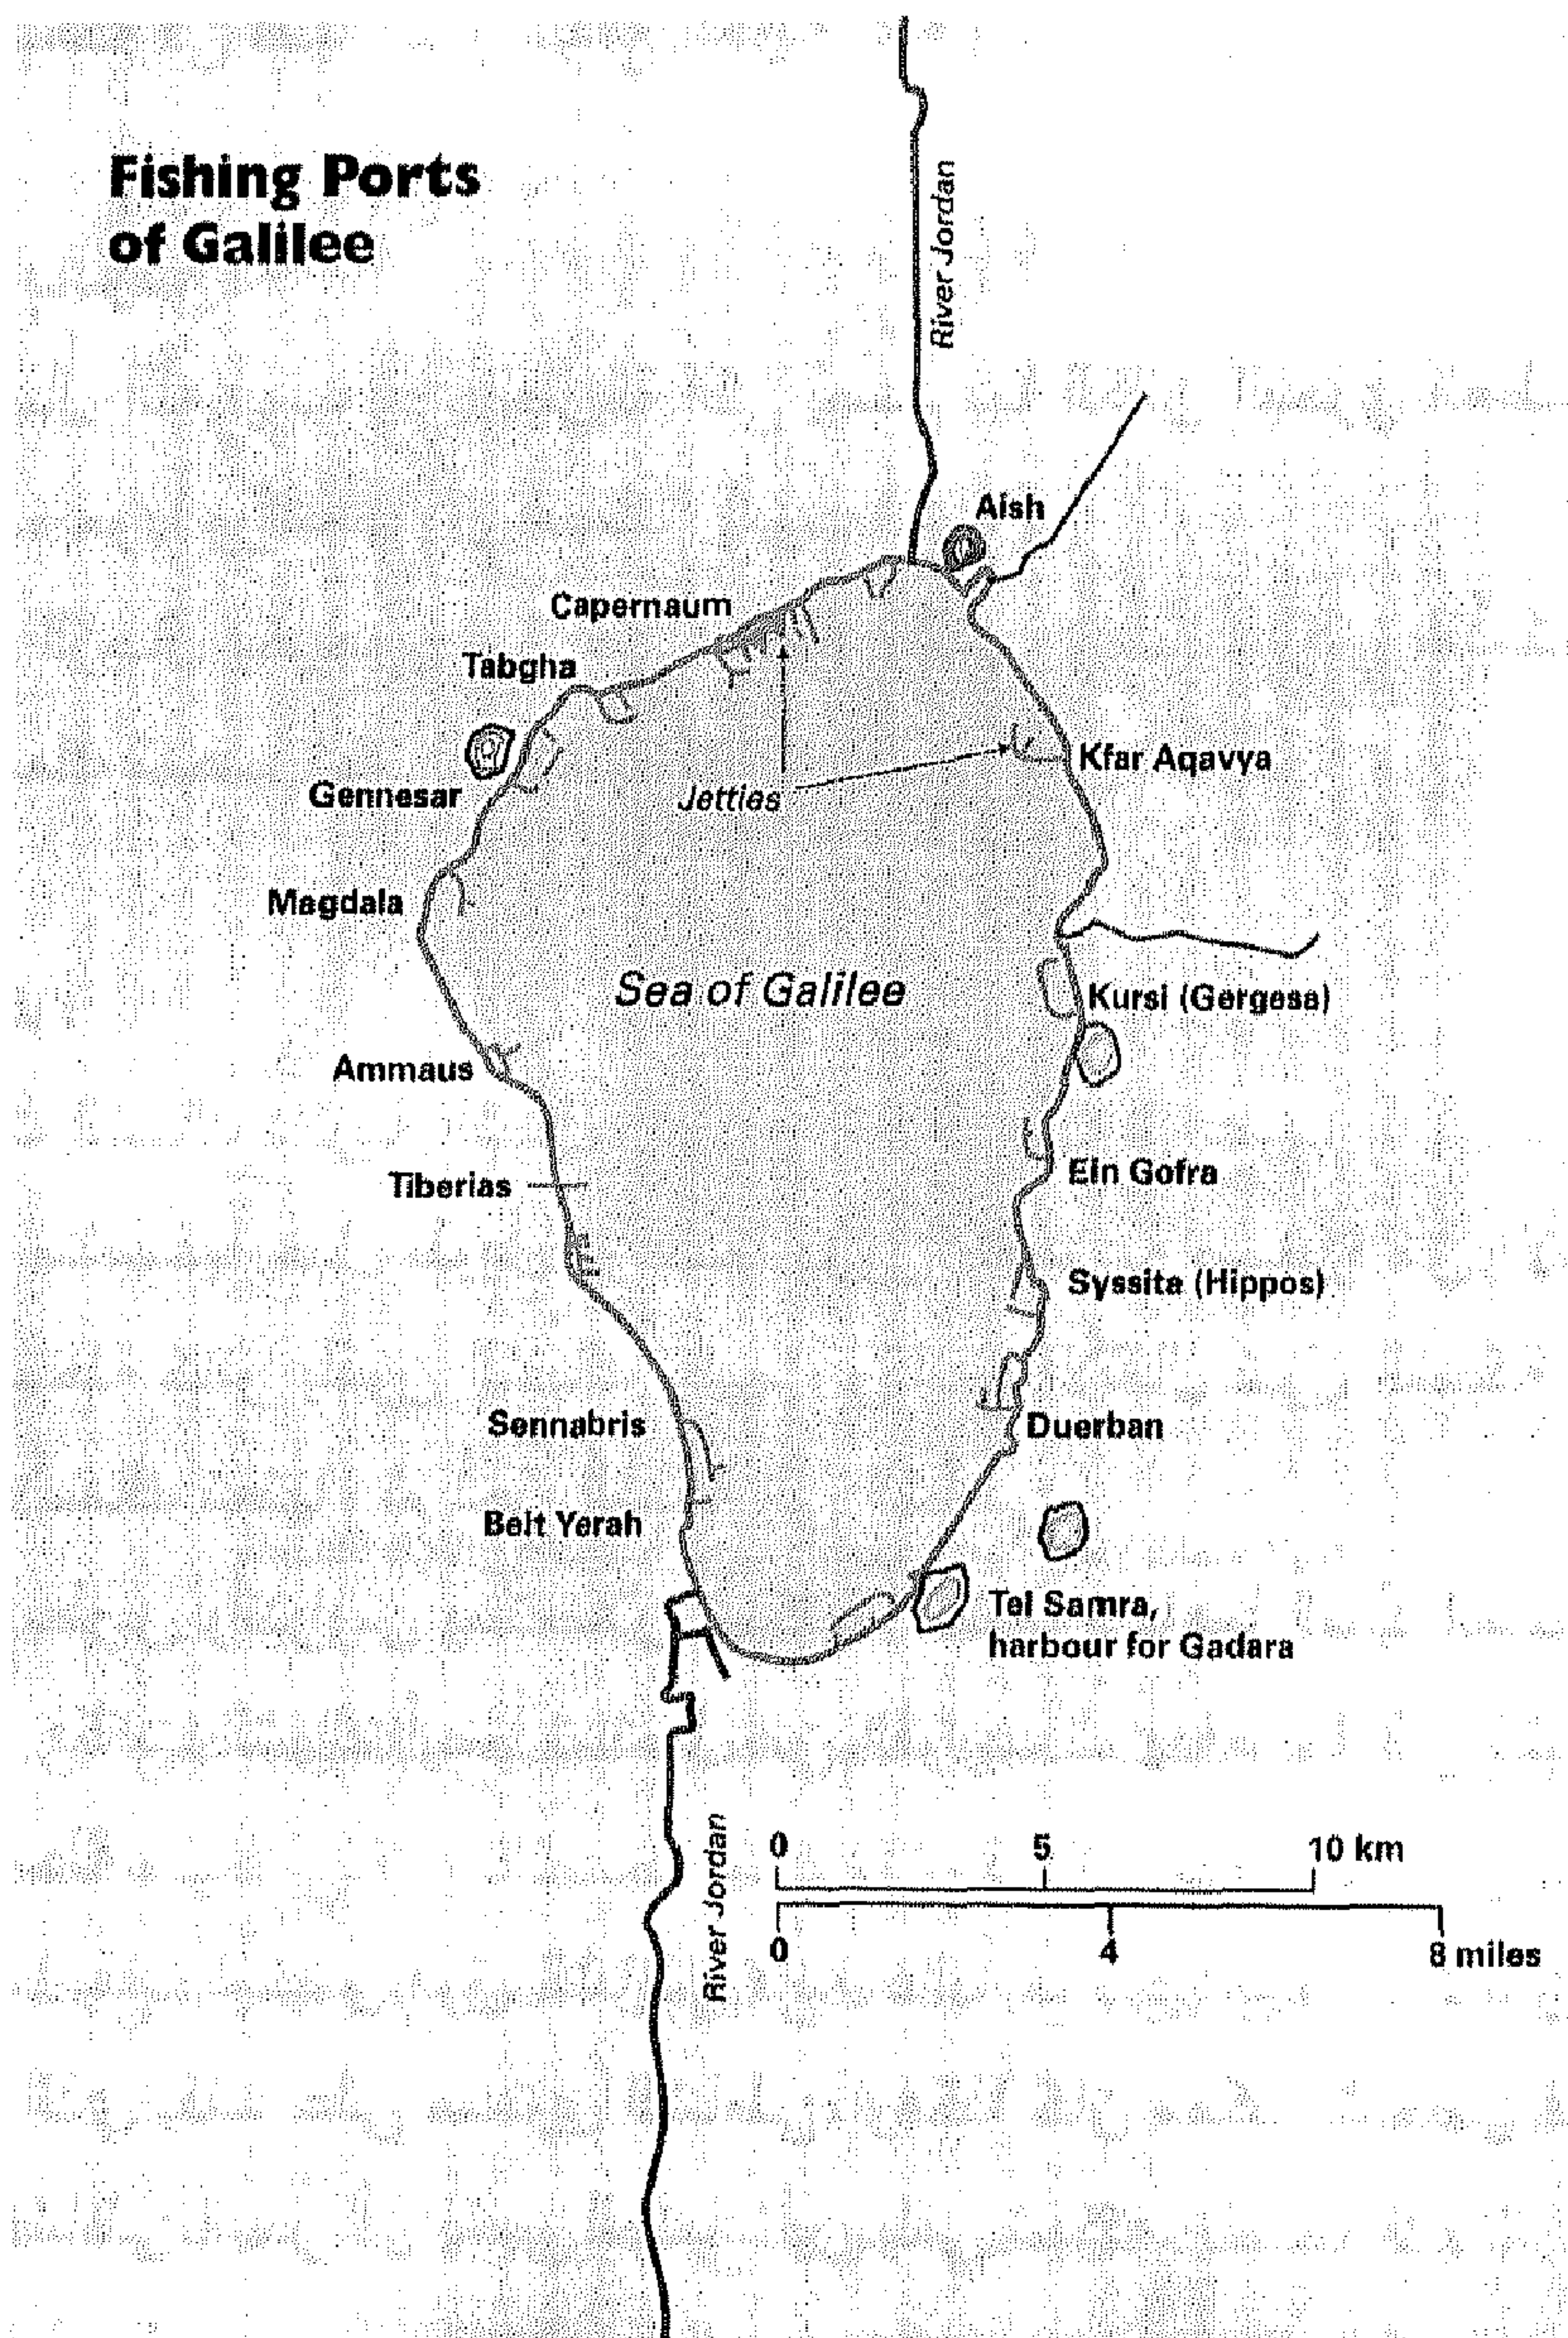 Fishing Ports
of Galilee
River Jordan
Aish
Capernaum
Tabgha
Gennesar
Jetties
Kfar Aqavya
Magdala
Sea of Galilee
Kursi (Gergesa)
Ammaus
Ein Gofra
Tiberias
Syssita (Hippos)
Sennabris
Duerban
Beit Yerah
Tel Samra,
harbour for Gadara
River Jordan
0 5 10 km
0 4 8 miles